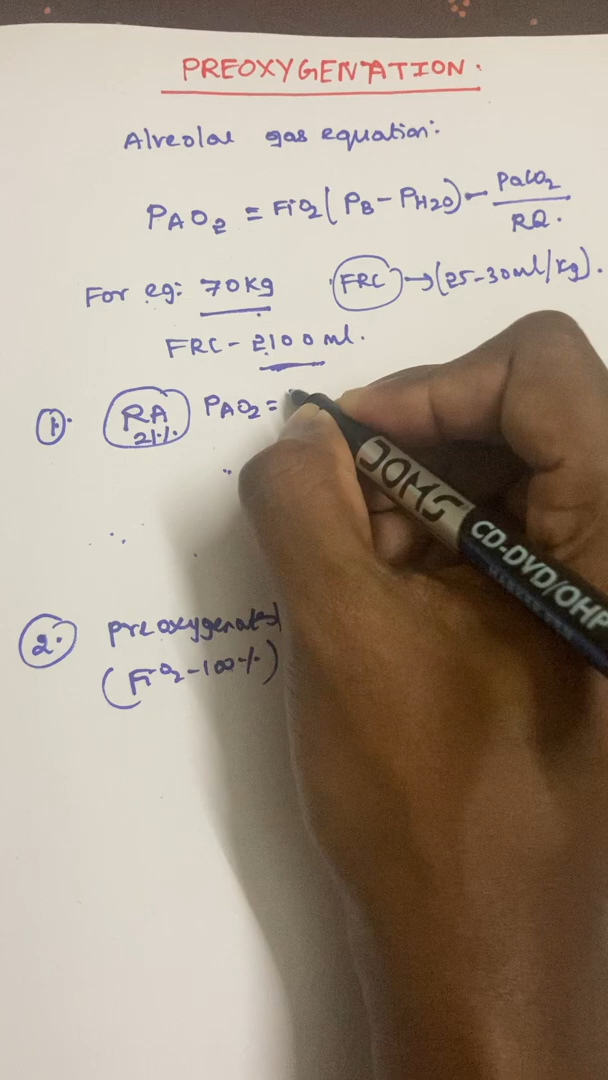 PREOXYGENATION.
Alveolar gas equation:
PAO2 = FiO2 (PB - PH2O) - PaCO2/RQ.
For eg: 70Kg FRC → (25-30ml/kg).
FRC - 2100 ml.
1. RA 21% PAO2 =
2. preoxygenated
(FiO2 - 100%)
DOMS CD-DVD/OHP